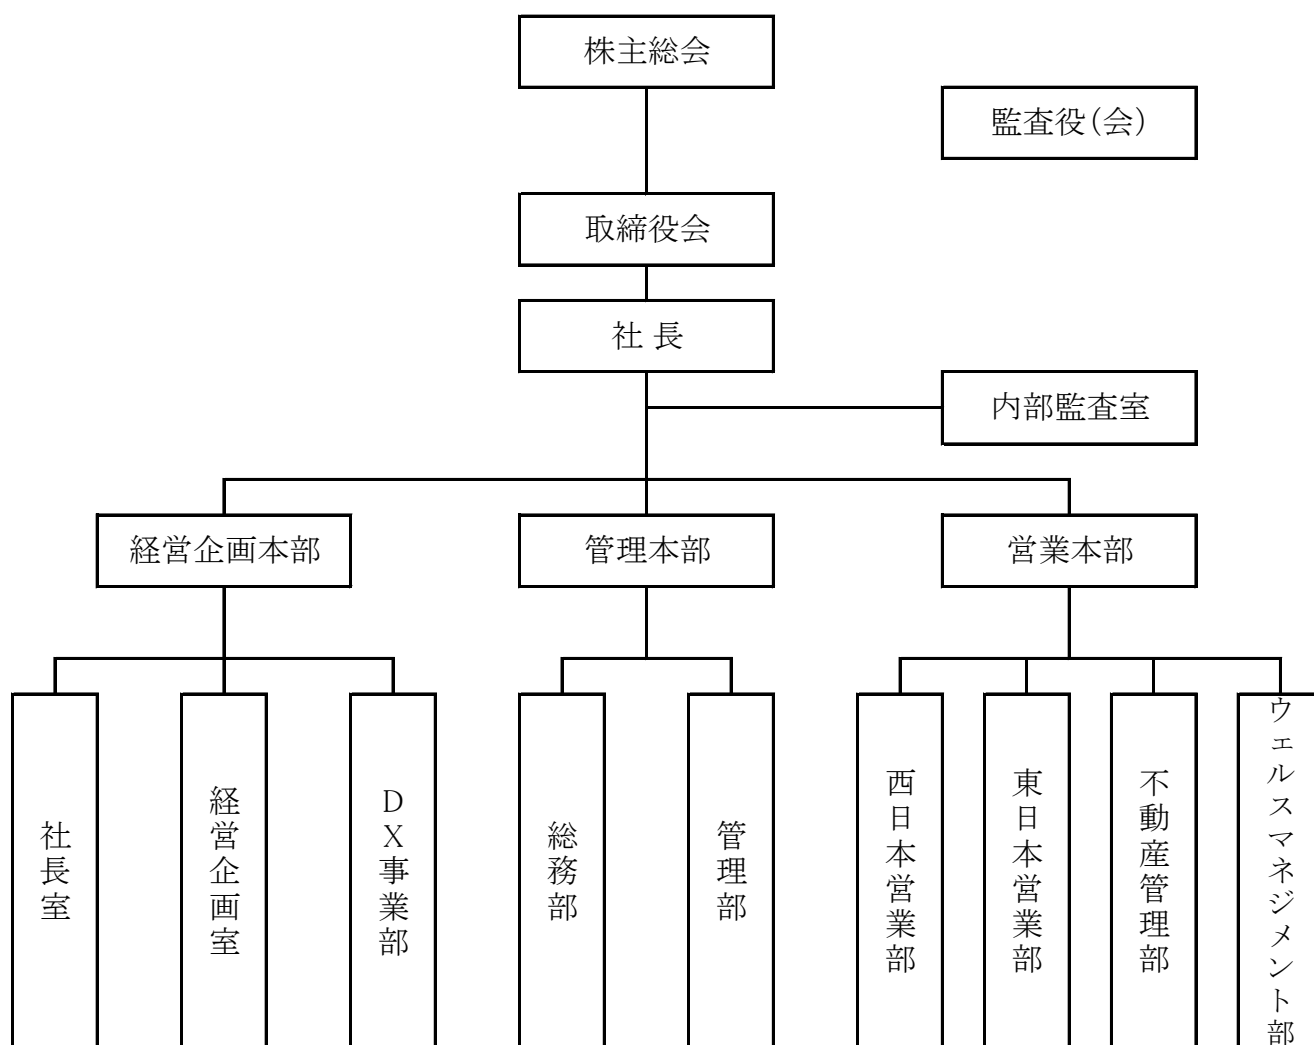 株主総会
監査役(会)
取締役会
社 長
内部監査室
経営企画本部
管理本部
営業本部
社長室
経営企画室
DX事業部
総務部
管理部
西日本営業部
東日本営業部
不動産管理部
ウェルスマネジメント部